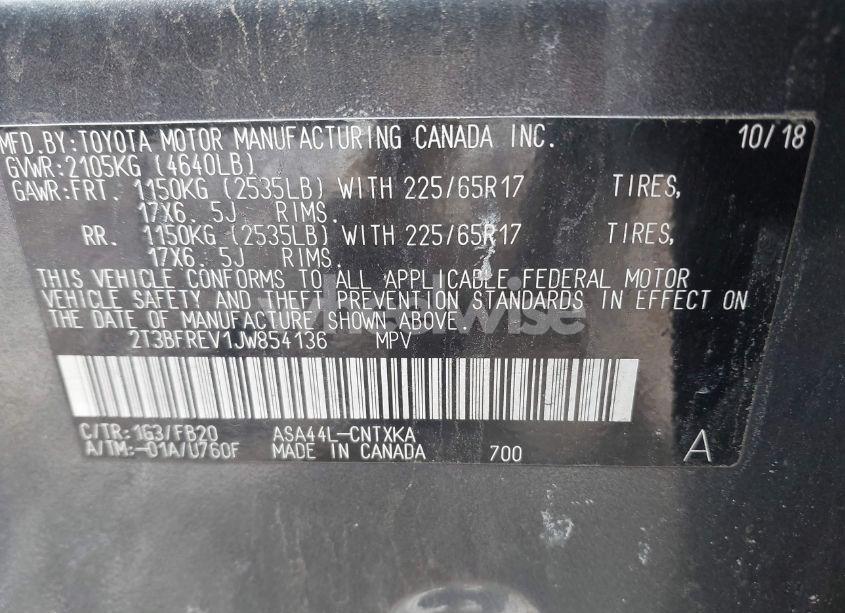 MFD.BY:TOYOTA MOTOR MANUFACTURING CANADA INC. 10/18
GVWR:2105KG (4640LB)
GAWR:FRT. 1150KG (2535LB) WITH 225/65R17 TIRES,
17X6.5J RIMS.
RR. 1150KG (2535LB) WITH 225/65R17 TIRES,
17X6.5J RIMS.
THIS VEHICLE CONFORMS TO ALL APPLICABLE FEDERAL MOTOR
VEHICLE SAFETY AND THEFT PREVENTION STANDARDS IN EFFECT ON
THE DATE OF MANUFACTURE SHOWN ABOVE.
2T3BFREV1JW854136 MPV
C/TR:1G3/FB20 ASA44L-CNTXKA
A/TM:-01A/U760F MADE IN CANADA 700 A